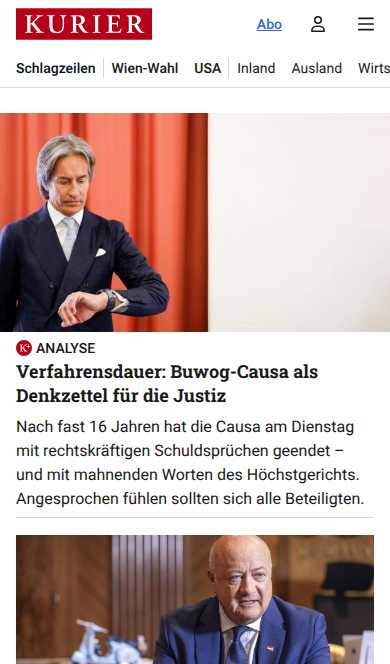 KURIER
Abo
Schlagzeilen Wien-Wahl USA Inland Ausland Wirts
K+ ANALYSE
Verfahrensdauer: Buwog-Causa als
Denkzettel für die Justiz
Nach fast 16 Jahren hat die Causa am Dienstag
mit rechtskräftigen Schuldsprüchen geendet –
und mit mahnenden Worten des Höchstgerichts.
Angesprochen fühlen sollten sich alle Beteiligten.